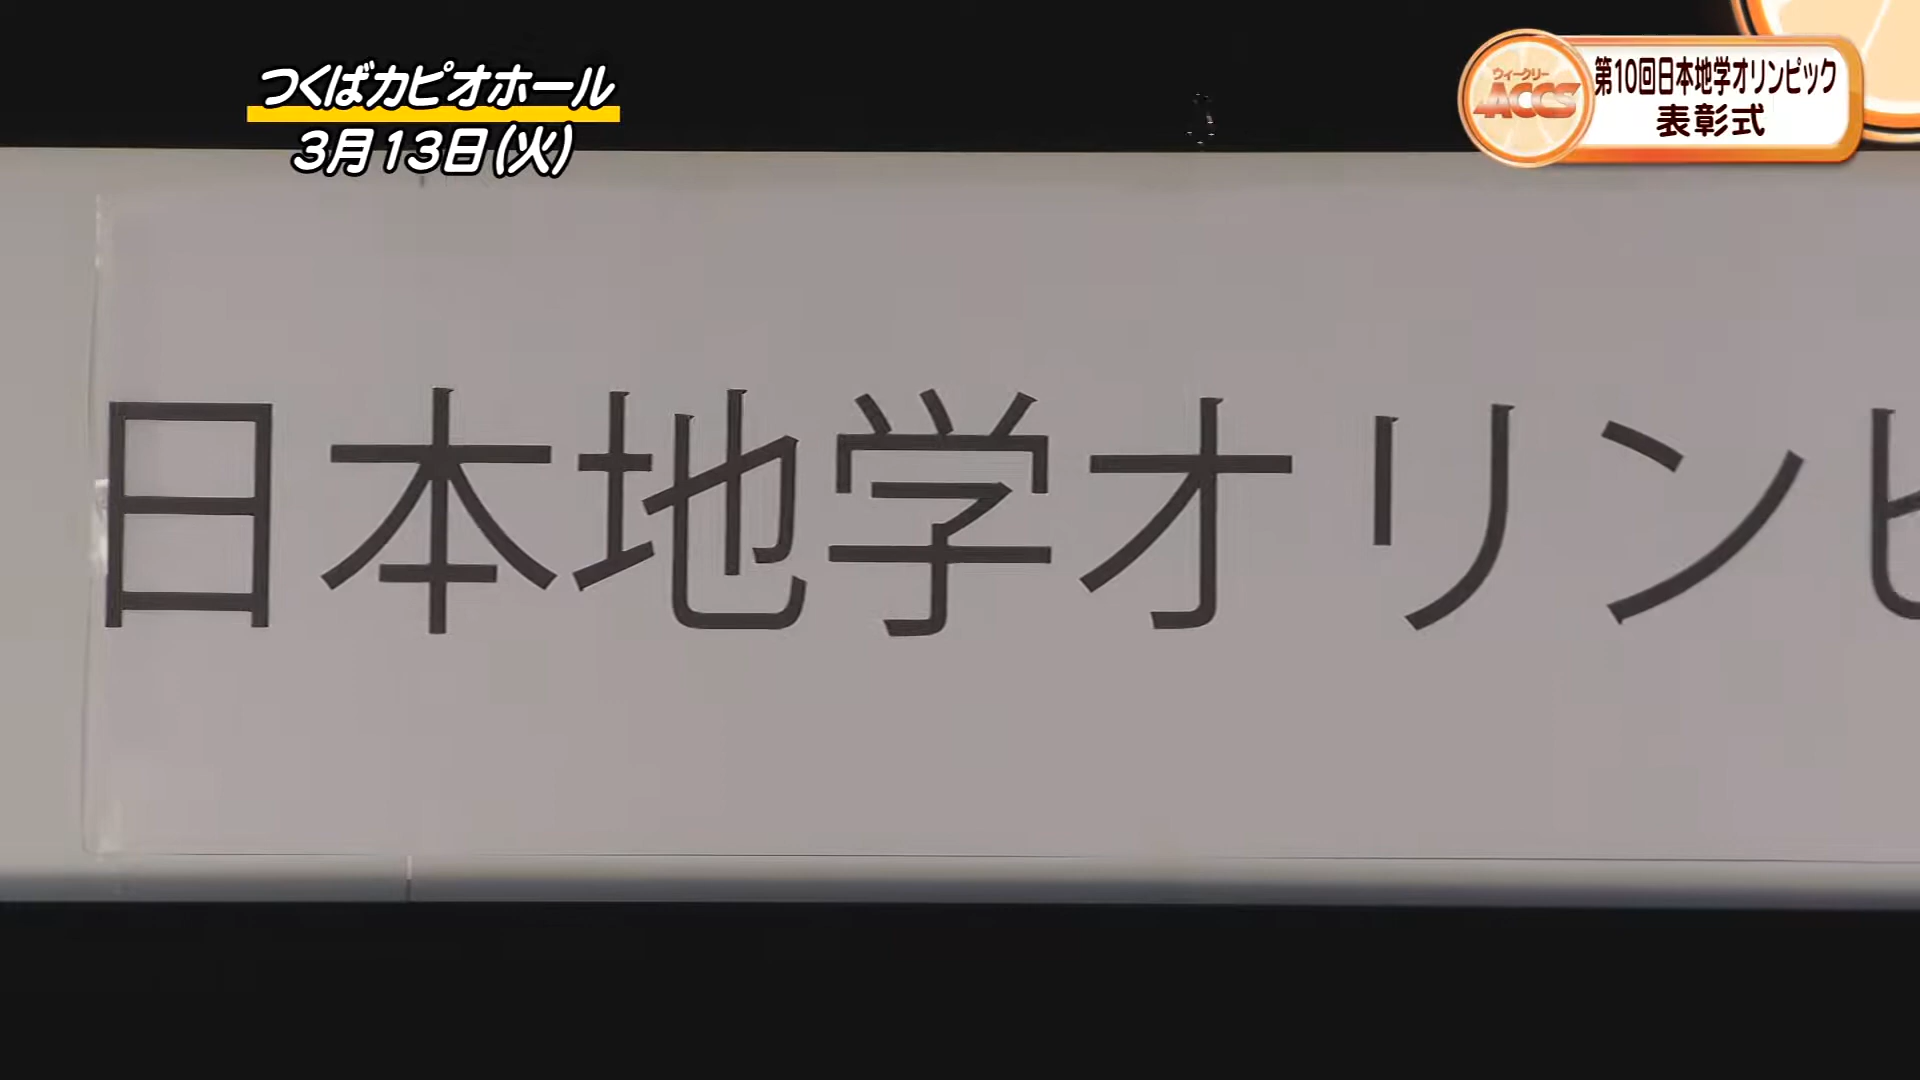 つくばカピオホール
3月13日(火)
ウィークリー
ACCS
第10回日本地学オリンピック
表彰式
日本地学オリンピ